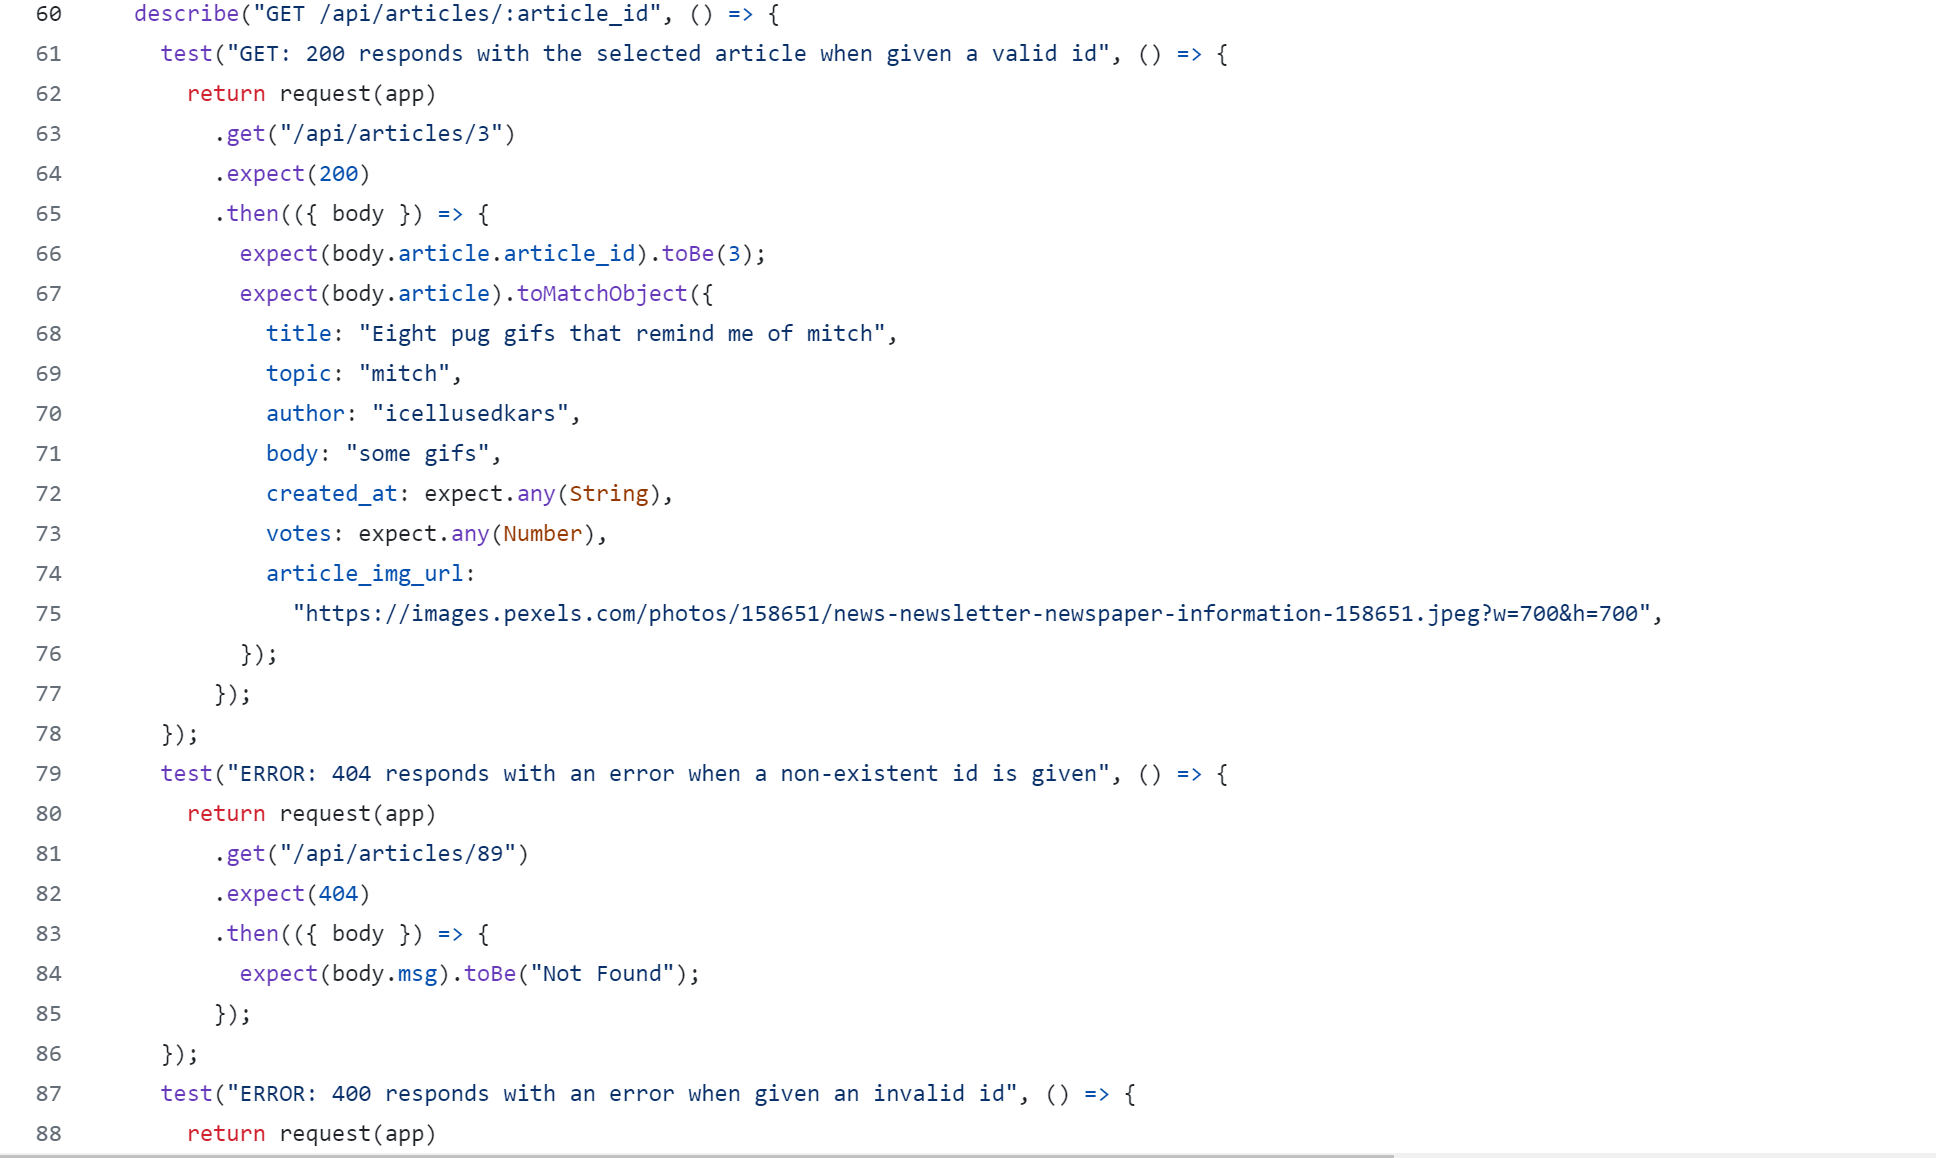 60 describe("GET /api/articles/:article_id", () => {
61 test("GET: 200 responds with the selected article when given a valid id", () => {
62 return request(app)
63 .get("/api/articles/3")
64 .expect(200)
65 .then(({ body }) => {
66 expect(body.article.article_id).toBe(3);
67 expect(body.article).toMatchObject({
68 title: "Eight pug gifs that remind me of mitch",
69 topic: "mitch",
70 author: "icellusedkars",
71 body: "some gifs",
72 created_at: expect.any(String),
73 votes: expect.any(Number),
74 article_img_url:
75 "https://images.pexels.com/photos/158651/news-newsletter-newspaper-information-158651.jpeg?w=700&h=700",
76 });
77 });
78 });
79 test("ERROR: 404 responds with an error when a non-existent id is given", () => {
80 return request(app)
81 .get("/api/articles/89")
82 .expect(404)
83 .then(({ body }) => {
84 expect(body.msg).toBe("Not Found");
85 });
86 });
87 test("ERROR: 400 responds with an error when given an invalid id", () => {
88 return request(app)